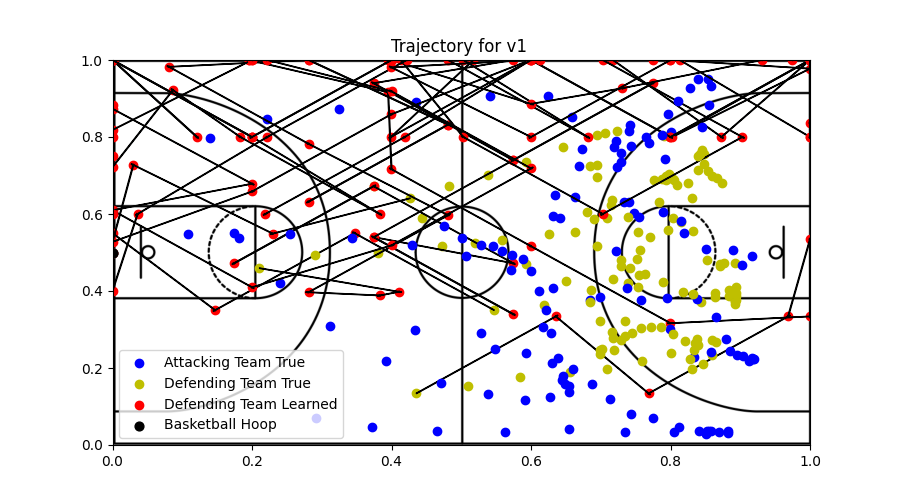 Trajectory for v1
1.0
0.8
0.6
0.4
0.2
0.0
Attacking Team True
Defending Team True
Defending Team Learned
Basketball Hoop
0.0 0.2 0.4 0.6 0.8 1.0